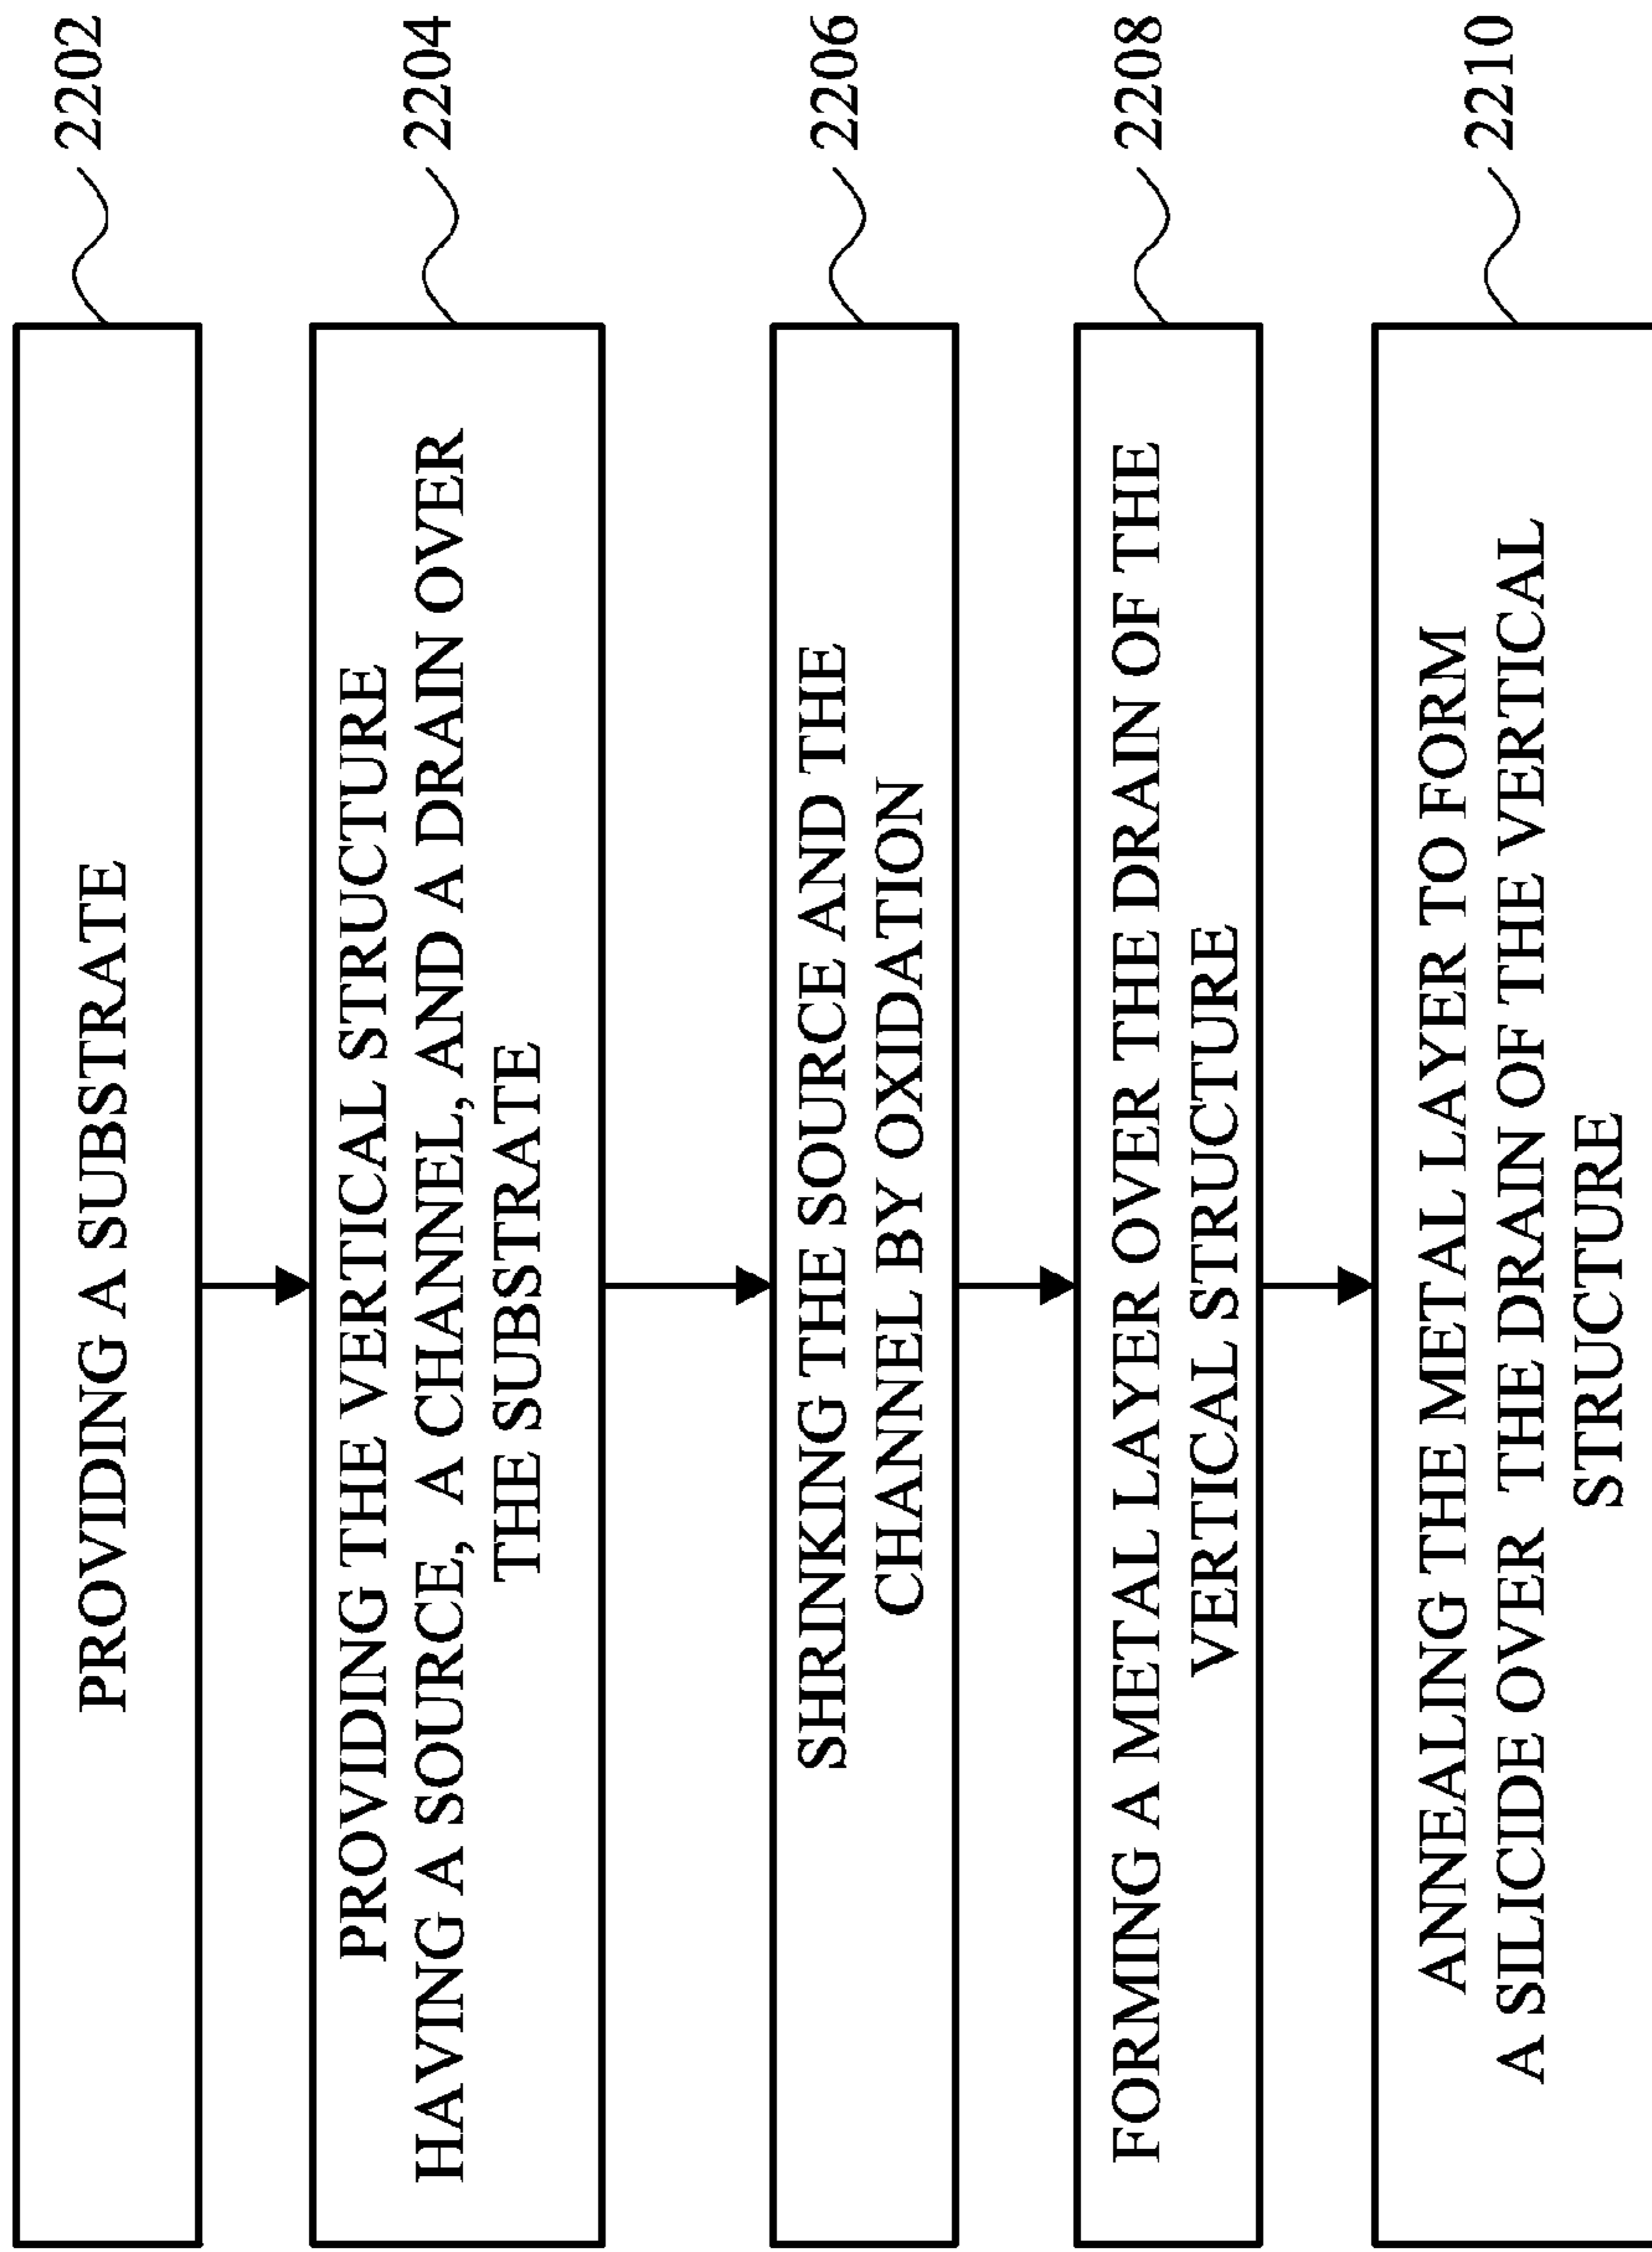 PROVIDING A SUBSTRATE
2202
PROVIDING THE VERTICAL STRUCTURE
HAVING A SOURCE, A CHANNEL, AND A DRAIN OVER
THE SUBSTRATE
2204
SHRINKING THE SOURCE AND THE
CHANNEL BY OXIDATION
2206
FORMING A METAL LAYER OVER THE DRAIN OF THE
VERTICAL STRUCTURE
2208
ANNEALING THE METAL LAYER TO FORM
A SILICIDE OVER THE DRAIN OF THE VERTICAL
STRUCTURE
2210